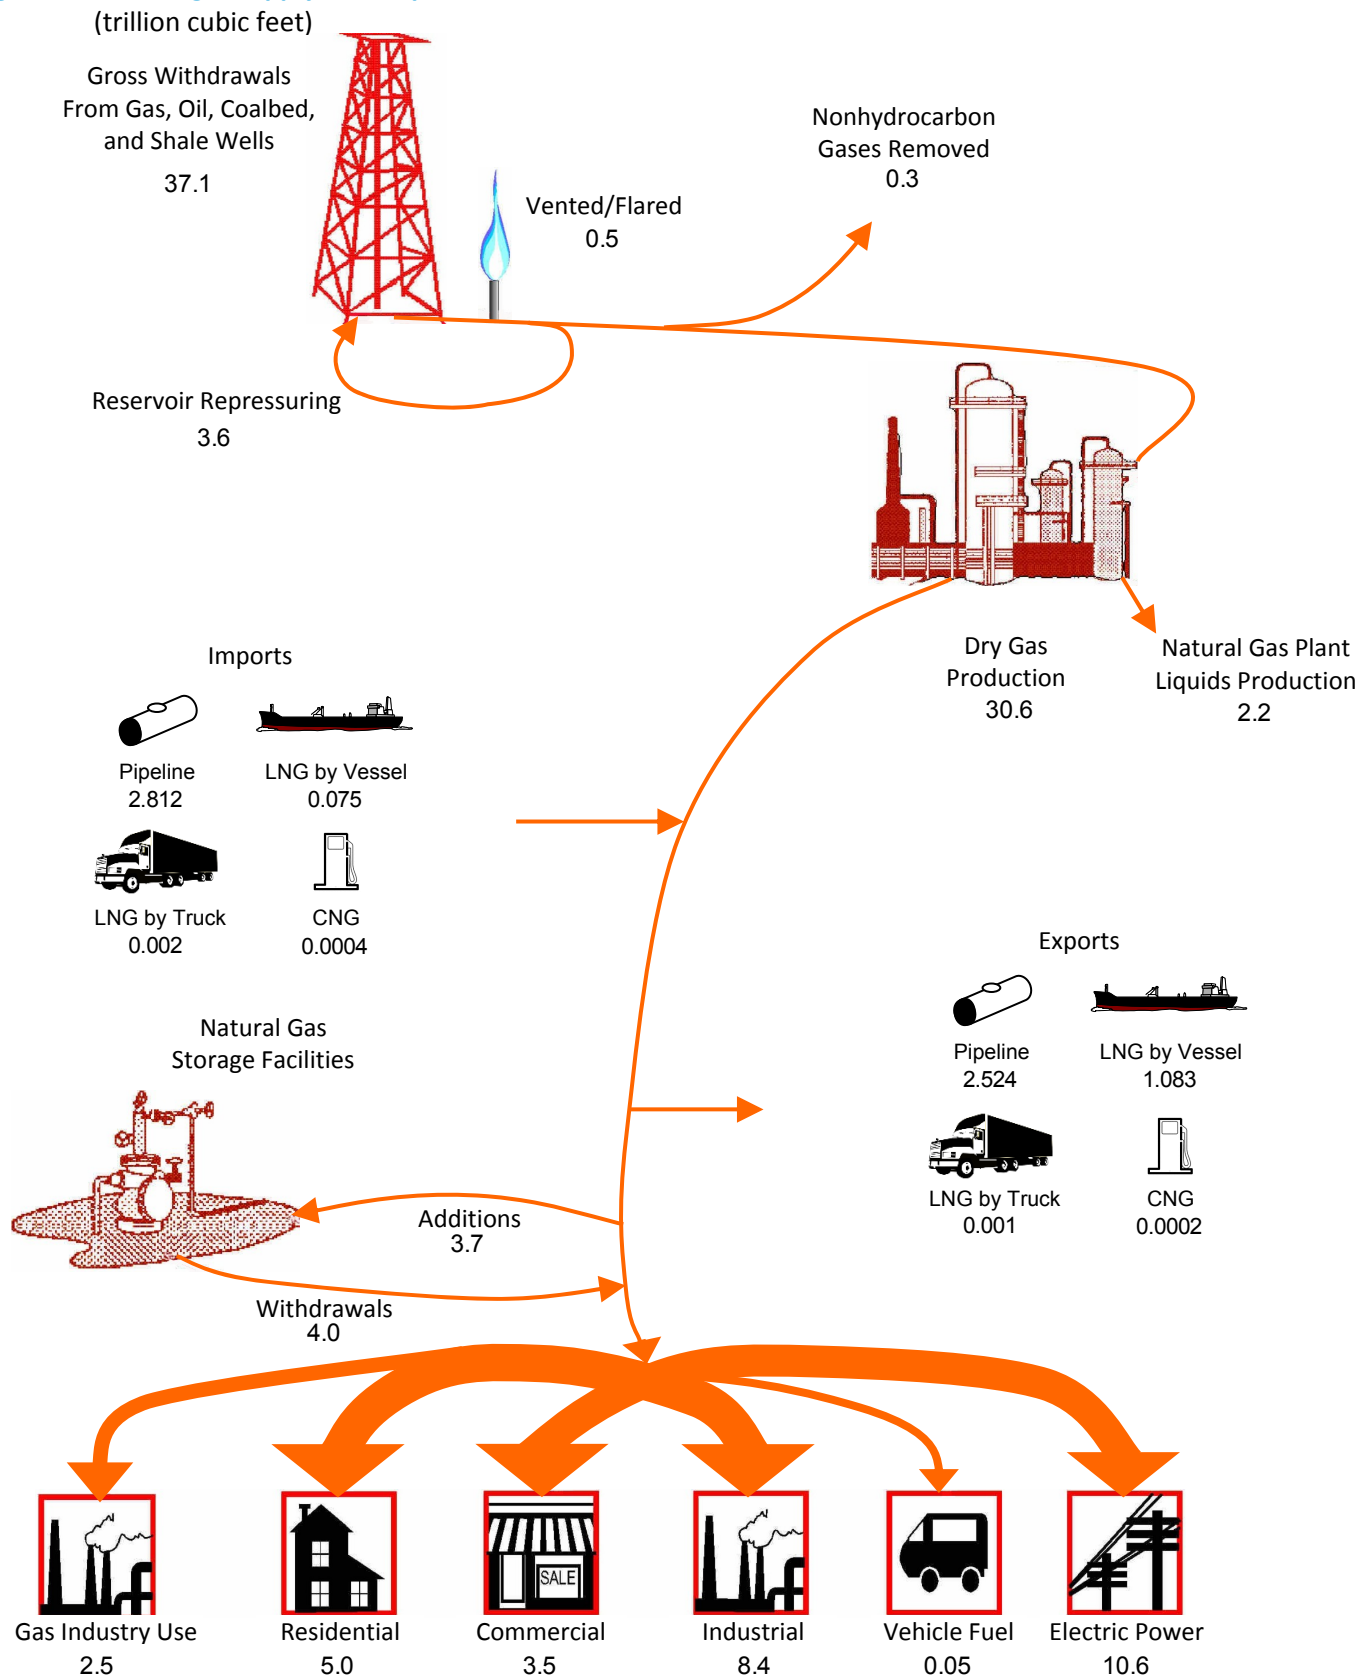 (trillion cubic feet)
Gross Withdrawals
From Gas, Oil, Coalbed,
and Shale Wells
37.1
Nonhydrocarbon
Gases Removed
0.3
Vented/Flared
0.5
Reservoir Repressuring
3.6
Dry Gas
Production
30.6
Natural Gas Plant
Liquids Production
2.2
Imports
Pipeline
2.812
LNG by Vessel
0.075
LNG by Truck
0.002
CNG
0.0004
Exports
Pipeline
2.524
LNG by Vessel
1.083
LNG by Truck
0.001
CNG
0.0002
Natural Gas
Storage Facilities
Additions
3.7
Withdrawals
4.0
SALE
Gas Industry Use
2.5
Residential
5.0
Commercial
3.5
Industrial
8.4
Vehicle Fuel
0.05
Electric Power
10.6